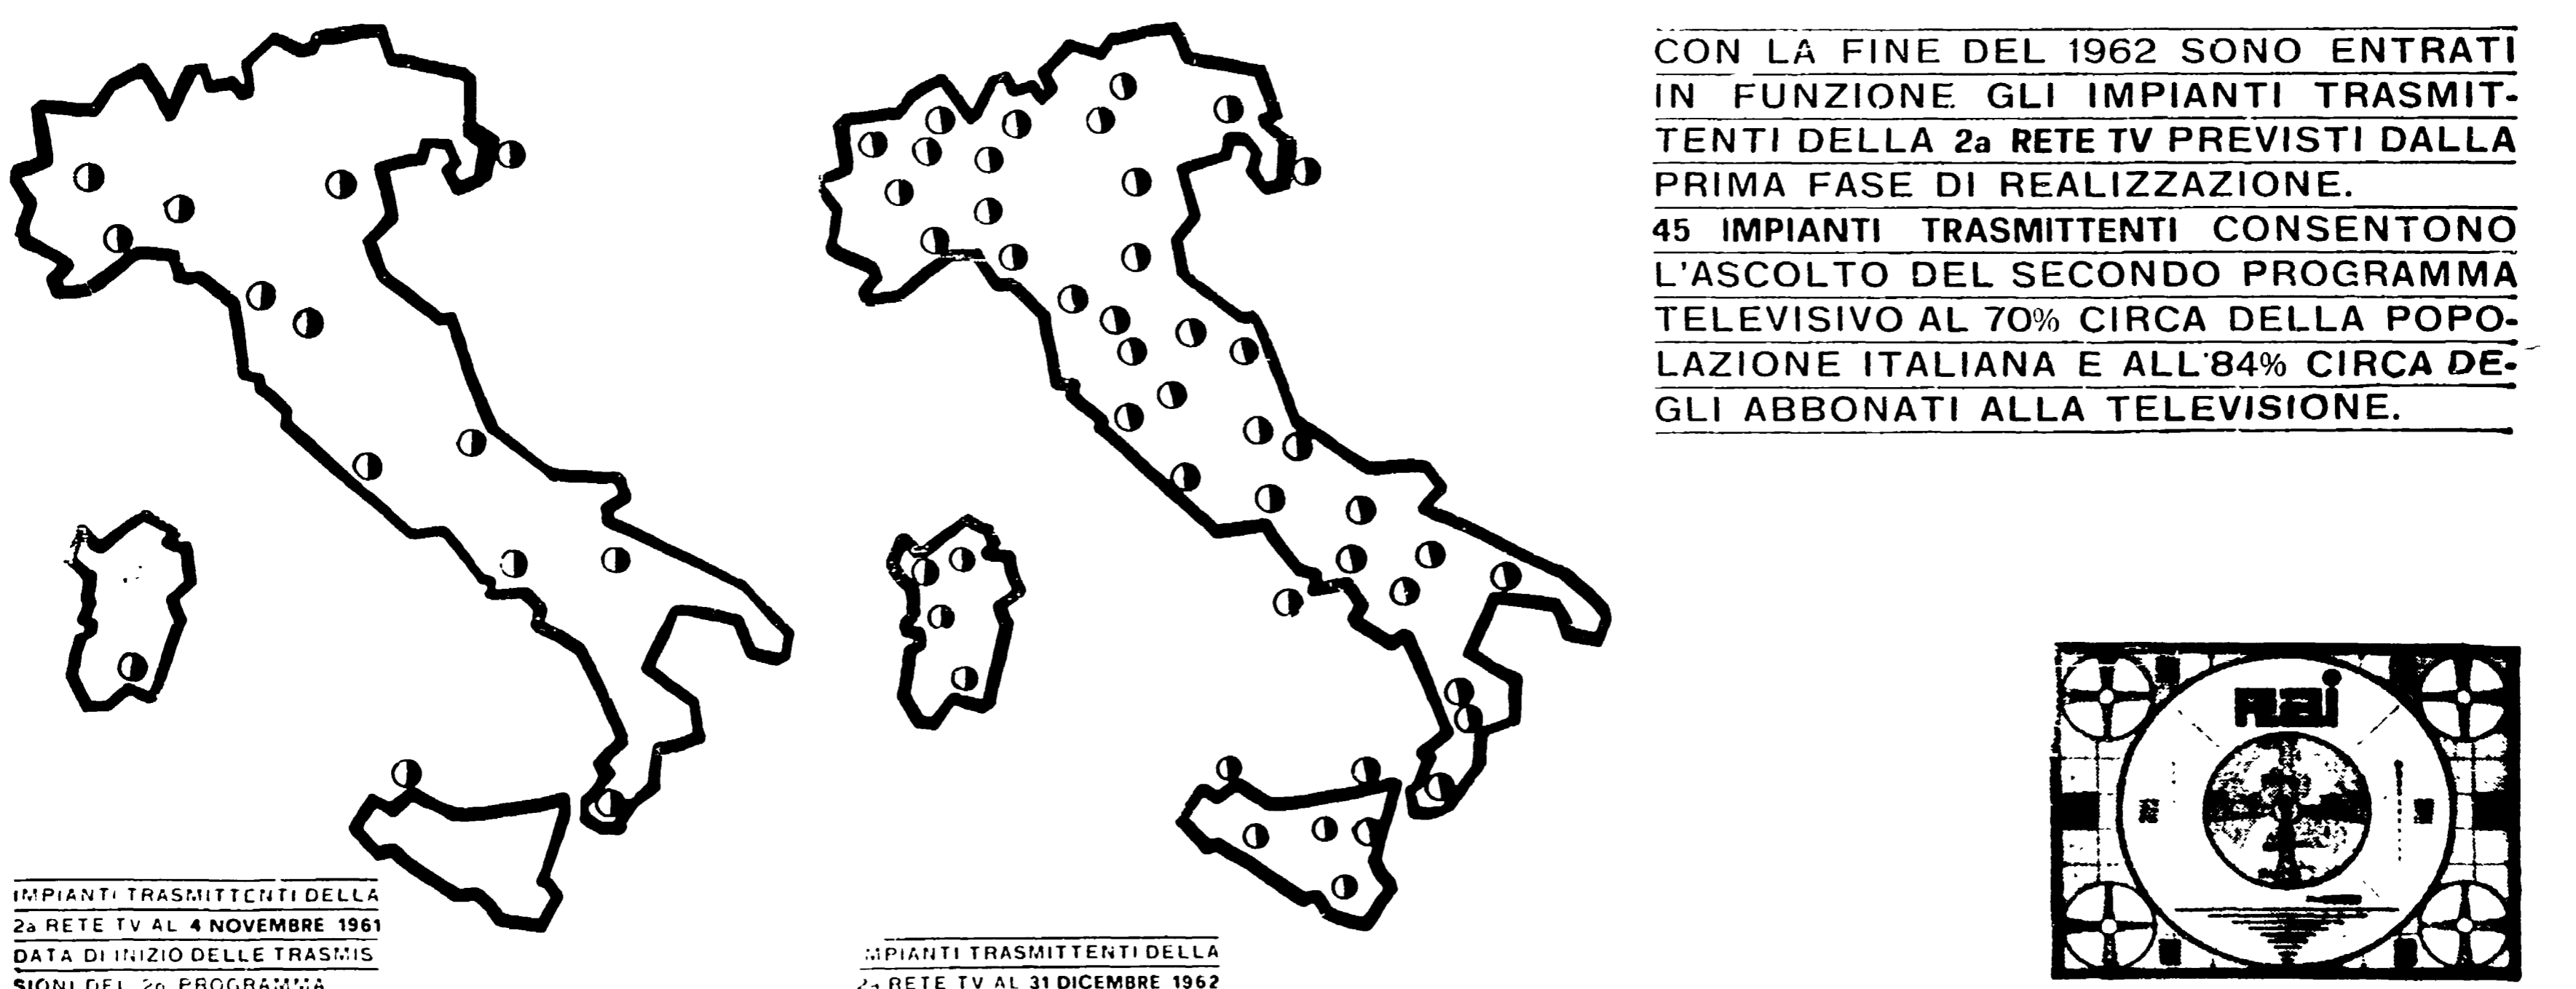 CON LA FINE DEL 1962 SONO ENTRATI
IN FUNZIONE GLI IMPIANTI TRASMIT-
TENTI DELLA 2a RETE TV PREVISTI DALLA
PRIMA FASE DI REALIZZAZIONE.
45 IMPIANTI TRASMITTENTI CONSENTONO
L'ASCOLTO DEL SECONDO PROGRAMMA
TELEVISIVO AL 70% CIRCA DELLA POPO-
LAZIONE ITALIANA E ALL'84% CIRCA DE-
GLI ABBONATI ALLA TELEVISIONE.
rai
IMPIANTI TRASMITTENTI DELLA
2a RETE TV AL 4 NOVEMBRE 1961
DATA DI INIZIO DELLE TRASMIS
SIONI DEL 2o PROGRAMMA
MPIANTI TRASMITTENTI DELLA
2a RETE TV AL 31 DICEMBRE 1962